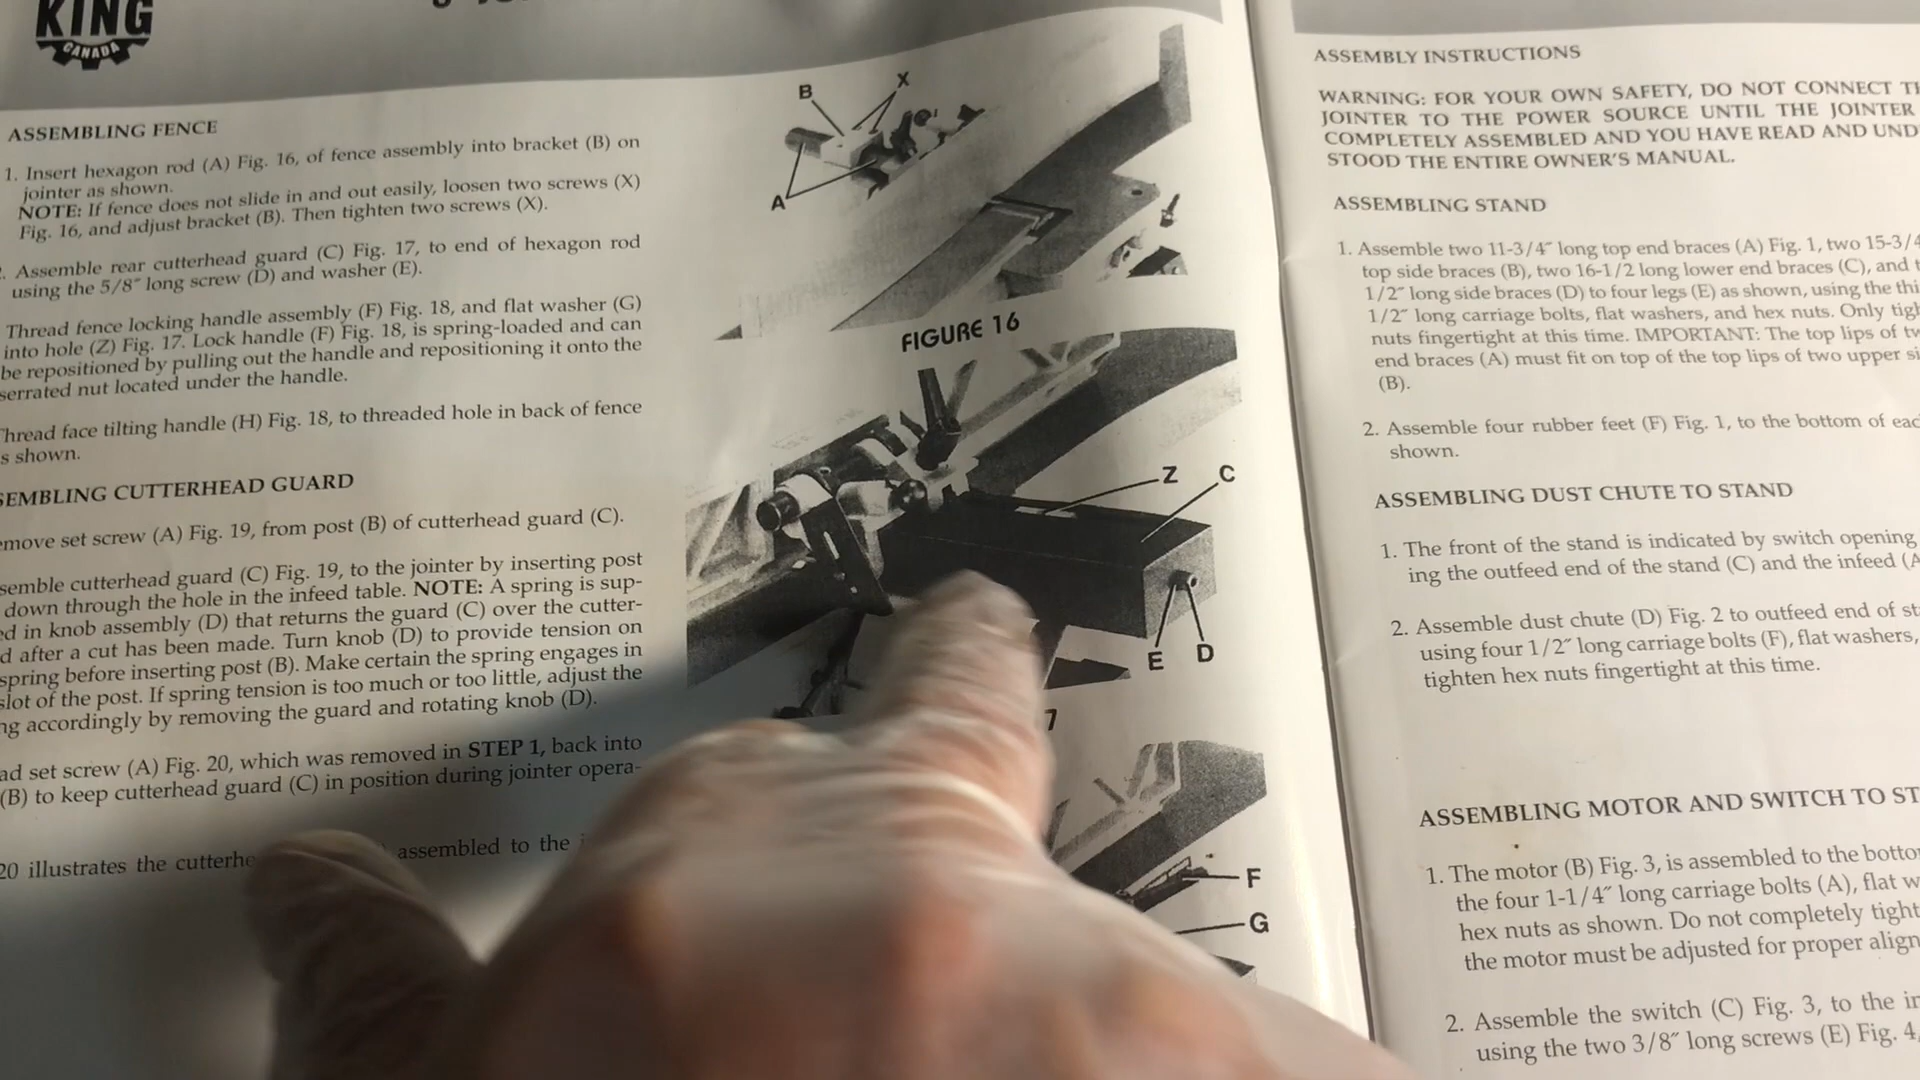 KING
CANADA
ASSEMBLING FENCE
1. Insert hexagon rod (A) Fig. 16, of fence assembly into bracket (B) on
jointer as shown.
NOTE: If fence does not slide in and out easily, loosen two screws (X)
Fig. 16, and adjust bracket (B). Then tighten two screws (X).
. Assemble rear cutterhead guard (C) Fig. 17, to end of hexagon rod
using the 5/8″ long screw (D) and washer (E).
Thread fence locking handle assembly (F) Fig. 18, and flat washer (G)
into hole (Z) Fig. 17. Lock handle (F) Fig. 18, is spring-loaded and can
be repositioned by pulling out the handle and repositioning it onto the
serrated nut located under the handle.
Thread face tilting handle (H) Fig. 18, to threaded hole in back of fence
s shown.
SEMBLING CUTTERHEAD GUARD
move set screw (A) Fig. 19, from post (B) of cutterhead guard (C).
semble cutterhead guard (C) Fig. 19, to the jointer by inserting post
down through the hole in the infeed table. NOTE: A spring is sup-
ed in knob assembly (D) that returns the guard (C) over the cutter-
d after a cut has been made. Turn knob (D) to provide tension on
spring before inserting post (B). Make certain the spring engages in
slot of the post. If spring tension is too much or too little, adjust the
ng accordingly by removing the guard and rotating knob (D).
ad set screw (A) Fig. 20, which was removed in STEP 1, back into
(B) to keep cutterhead guard (C) in position during jointer opera-
20 illustrates the cutterhe assembled to the
B X
A
FIGURE 16
Z C
E D
7
F
G
ASSEMBLY INSTRUCTIONS
WARNING: FOR YOUR OWN SAFETY, DO NOT CONNECT TH
JOINTER TO THE POWER SOURCE UNTIL THE JOINTER
COMPLETELY ASSEMBLED AND YOU HAVE READ AND UND
STOOD THE ENTIRE OWNER'S MANUAL.
ASSEMBLING STAND
1. Assemble two 11-3/4″ long top end braces (A) Fig. 1, two 15-3/4
top side braces (B), two 16-1/2 long lower end braces (C), and t
1/2″ long side braces (D) to four legs (E) as shown, using the thi
1/2″ long carriage bolts, flat washers, and hex nuts. Only tigh
nuts fingertight at this time. IMPORTANT: The top lips of tw
end braces (A) must fit on top of the top lips of two upper si
(B).
2. Assemble four rubber feet (F) Fig. 1, to the bottom of eac
shown.
ASSEMBLING DUST CHUTE TO STAND
1. The front of the stand is indicated by switch opening
ing the outfeed end of the stand (C) and the infeed (A
2. Assemble dust chute (D) Fig. 2 to outfeed end of st
using four 1/2″ long carriage bolts (F), flat washers,
tighten hex nuts fingertight at this time.
ASSEMBLING MOTOR AND SWITCH TO ST
1. The motor (B) Fig. 3, is assembled to the botto
the four 1-1/4″ long carriage bolts (A), flat w
hex nuts as shown. Do not completely tight
the motor must be adjusted for proper align
2. Assemble the switch (C) Fig. 3, to the in
using the two 3/8″ long screws (E) Fig. 4,